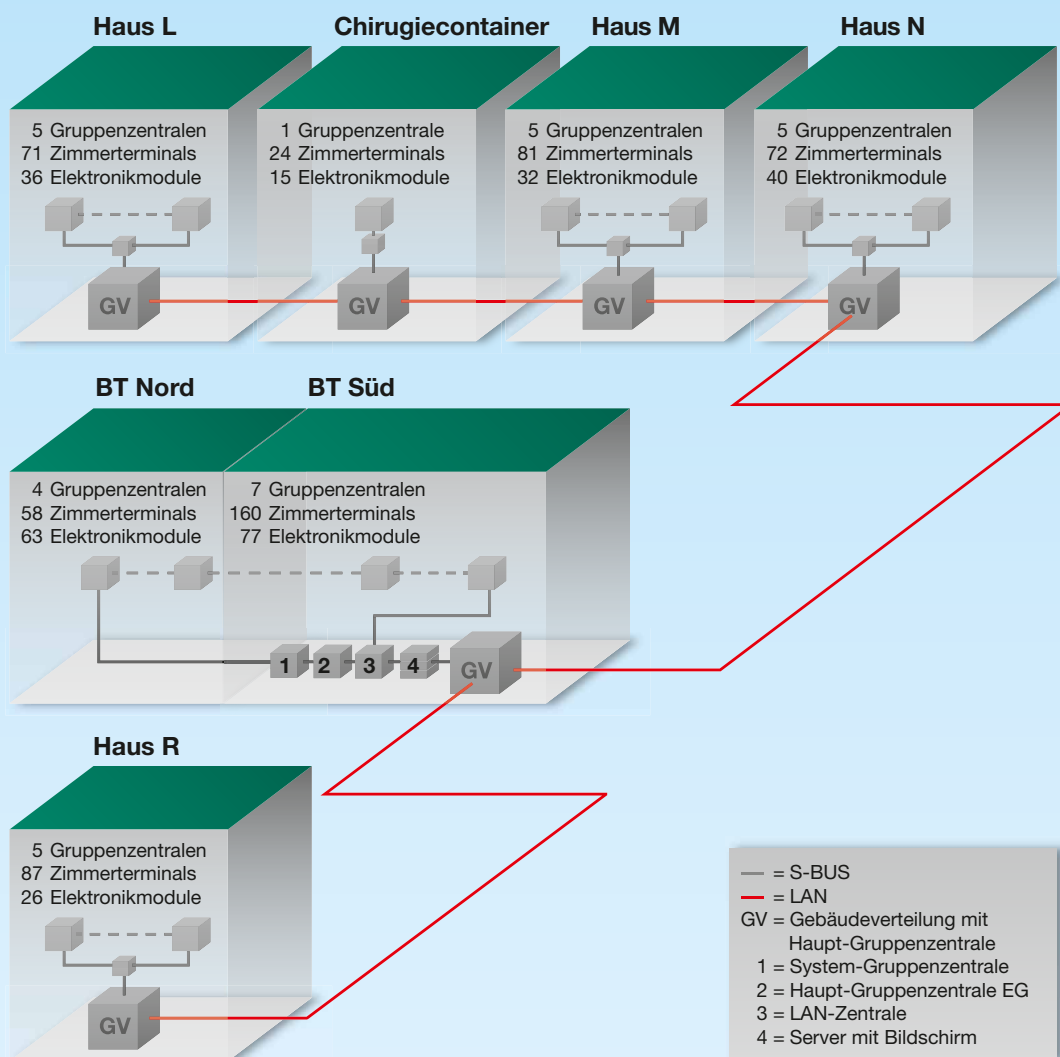 Haus L
Chirugiecontainer
Haus M
Haus N
5 Gruppenzentralen
71 Zimmerterminals
36 Elektronikmodule
1 Gruppenzentrale
24 Zimmerterminals
15 Elektronikmodule
5 Gruppenzentralen
81 Zimmerterminals
32 Elektronikmodule
5 Gruppenzentralen
72 Zimmerterminals
40 Elektronikmodule
GV
GV
GV
GV
BT Nord
BT Süd
4 Gruppenzentralen
58 Zimmerterminals
63 Elektronikmodule
7 Gruppenzentralen
160 Zimmerterminals
77 Elektronikmodule
1
2
3
4
GV
Haus R
5 Gruppenzentralen
87 Zimmerterminals
26 Elektronikmodule
GV
= S-BUS
= LAN
GV = Gebäudeverteilung mit
Haupt-Gruppenzentrale
1 = System-Gruppenzentrale
2 = Haupt-Gruppenzentrale EG
3 = LAN-Zentrale
4 = Server mit Bildschirm